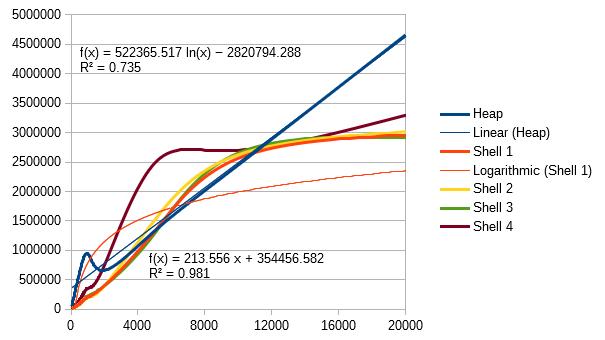 5000000
4500000
4000000
3500000
3000000
2500000
2000000
1500000
1000000
500000
0
f(x) = 522365.517 ln(x) − 2820794.288
R² = 0.735
f(x) = 213.556 x + 354456.582
R² = 0.981
0 4000 8000 12000 16000 20000
Heap
Linear (Heap)
Shell 1
Logarithmic (Shell 1)
Shell 2
Shell 3
Shell 4